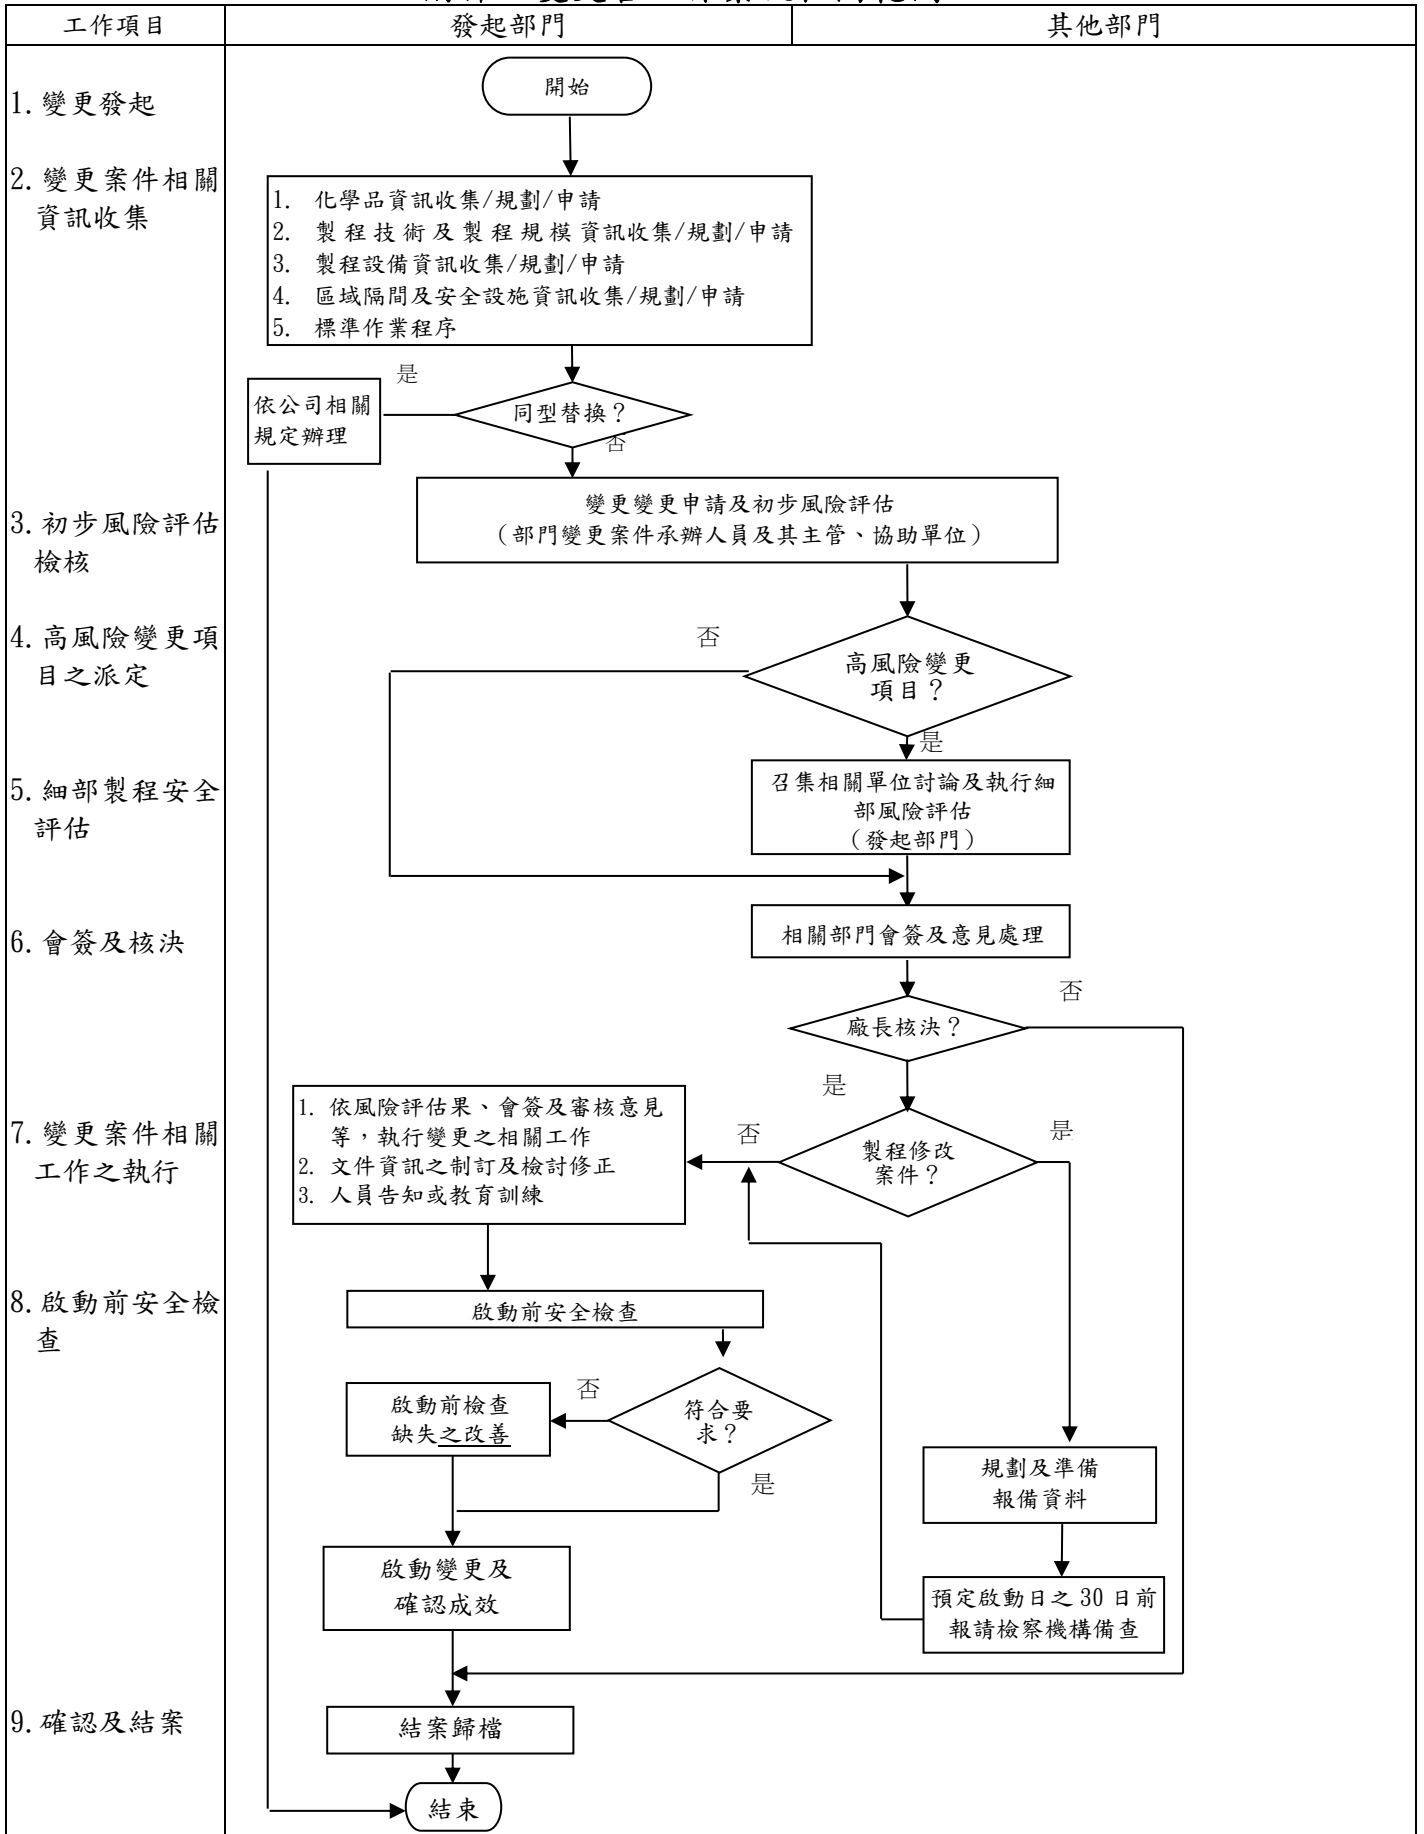 工作項目
發起部門
其他部門
開始
1.變更發起
2.變更案件相關
資訊收集
1. 化學品資訊收集/規劃/申請
2. 製程技術及製程規模資訊收集/規劃/申請
3. 製程設備資訊收集/規劃/申請
4. 區域隔間及安全設施資訊收集/規劃/申請
5. 標準作業程序
是
依公司相關
規定辦理
同型替換？
否
變更變更申請及初步風險評估
（部門變更案件承辦人員及其主管、協助單位）
3.初步風險評估
檢核
4.高風險變更項
目之派定
否
高風險變更
項目？
是
5.細部製程安全
評估
召集相關單位討論及執行細
部風險評估
（發起部門）
6.會簽及核決
相關部門會簽及意見處理
否
廠長核決？
是
7.變更案件相關
工作之執行
1. 依風險評估果、會簽及審核意見
等，執行變更之相關工作
2. 文件資訊之制訂及檢討修正
3. 人員告知或教育訓練
否
製程修改
案件？
是
8.啟動前安全檢
查
啟動前安全檢查
啟動前檢查
缺失之改善
否
符合要
求？
是
規劃及準備
報備資料
啟動變更及
確認成效
預定啟動日之 30 日前
報請檢察機構備查
9.確認及結案
結案歸檔
結束